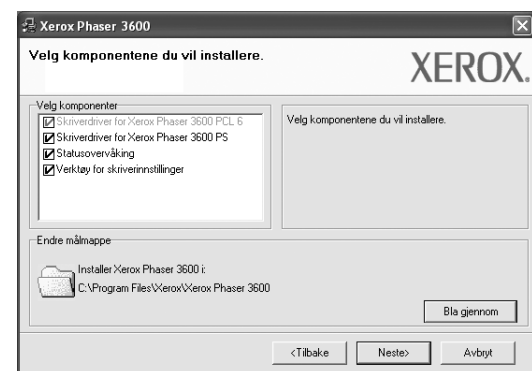 Xerox Phaser 3600
Velg komponentene du vil installere.
XEROX.
Velg komponenter
Skriverdriver for Xerox Phaser 3600 PCL 6
Skriverdriver for Xerox Phaser 3600 PS
Statusovervåking
Verktøy for skriverinnstillinger
Velg komponentene du vil installere.
Endre målmappe
Installer Xerox Phaser 3600 i:
C:\Program Files\Xerox\Xerox Phaser 3600
Bla gjennom
<Tilbake
Neste>
Avbryt